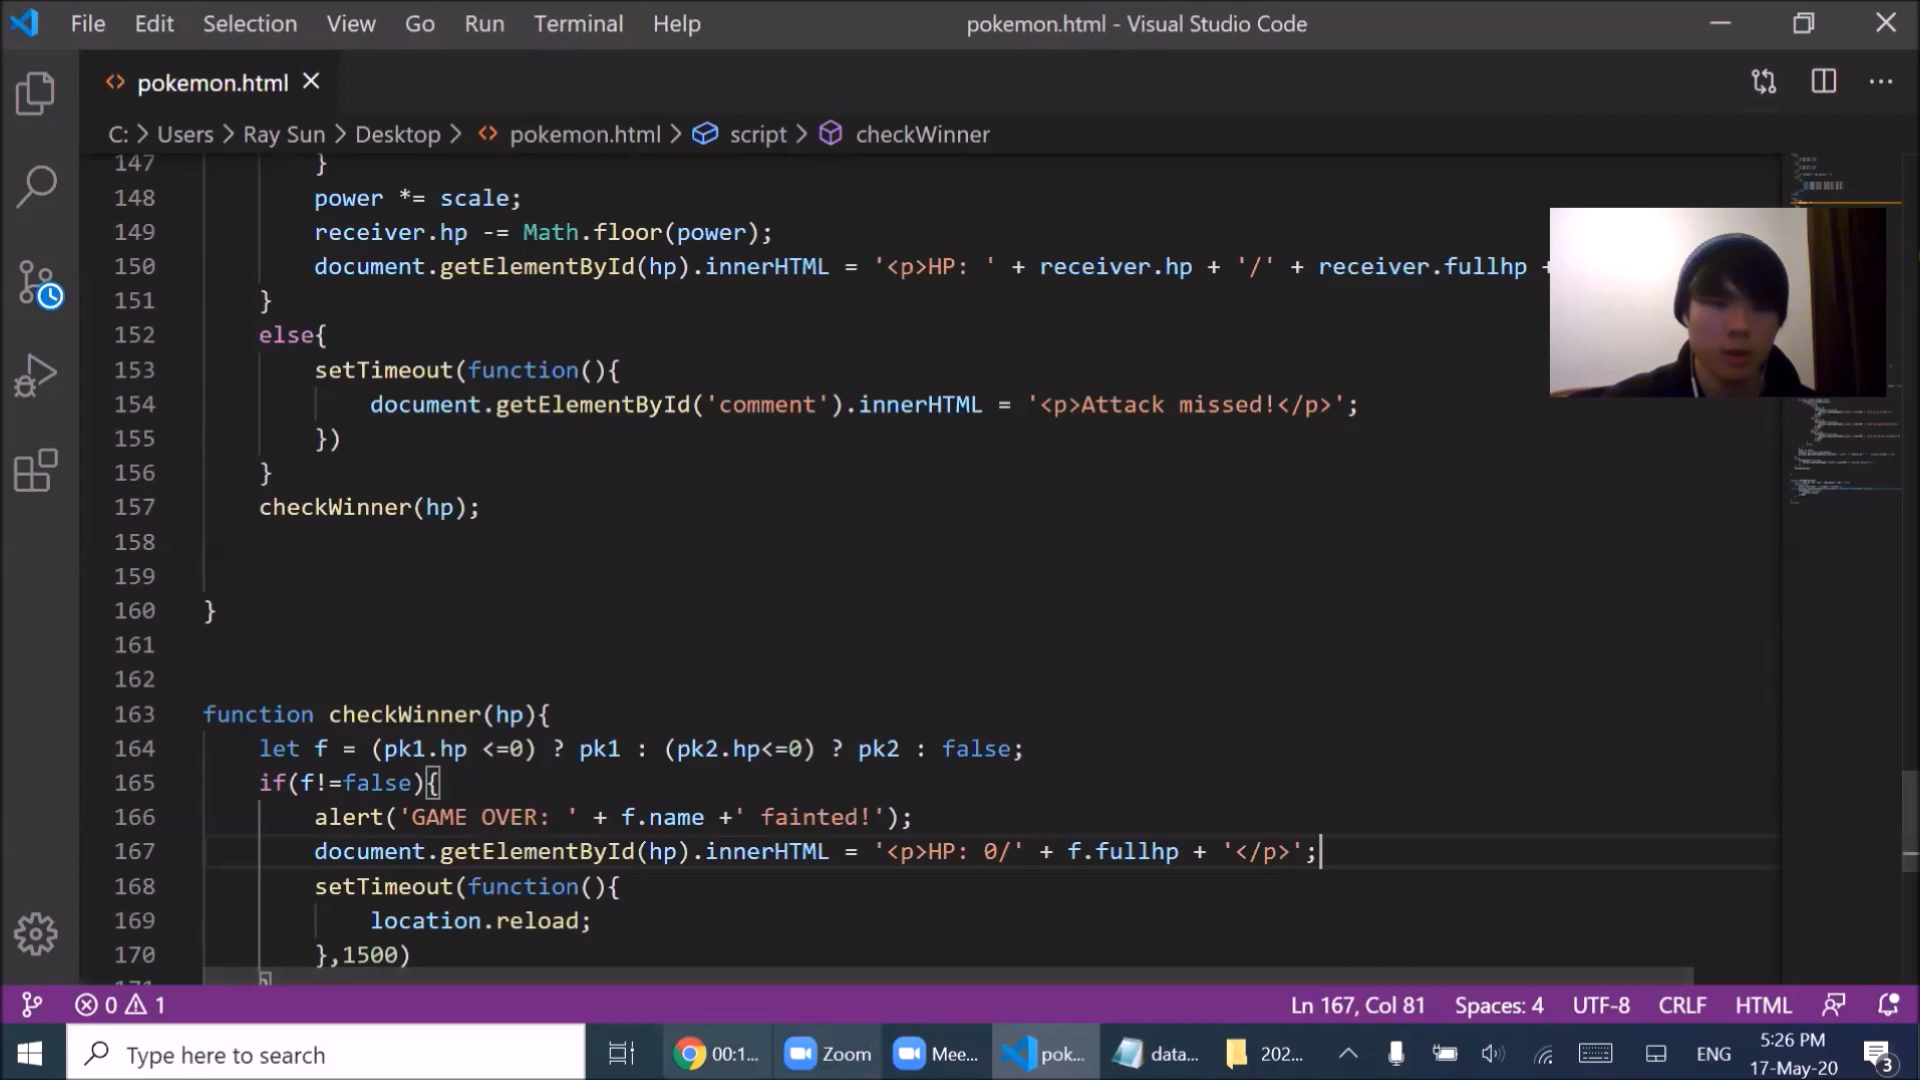 File Edit Selection View Go Run Terminal Help
pokemon.html - Visual Studio Code
pokemon.html
C: > Users > Ray Sun > Desktop > pokemon.html > script > checkWinner
147 }
148 power *= scale;
149 receiver.hp -= Math.floor(power);
150 document.getElementById(hp).innerHTML = '<p>HP: ' + receiver.hp + '/' + receiver.fullhp +
151 }
152 else{
153 setTimeout(function(){
154 document.getElementById('comment').innerHTML = '<p>Attack missed!</p>';
155 })
156 }
157 checkWinner(hp);
158
159
160 }
161
162
163 function checkWinner(hp){
164 let f = (pk1.hp <=0) ? pk1 : (pk2.hp<=0) ? pk2 : false;
165 if(f!=false){
166 alert('GAME OVER: ' + f.name +' fainted!');
167 document.getElementById(hp).innerHTML = '<p>HP: 0/' + f.fullhp + '</p>';
168 setTimeout(function(){
169 location.reload;
170 },1500)
0 1
Ln 167, Col 81 Spaces: 4 UTF-8 CRLF HTML
Type here to search
00:1... Zoom Mee... pok... data... 202...
ENG
5:26 PM
17-May-20
3